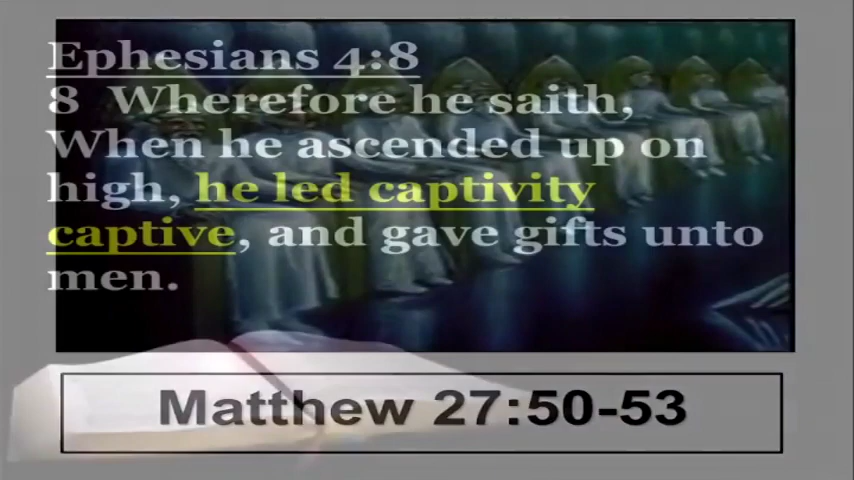 Ephesians 4:8
8 Wherefore he saith,
When he ascended up on
high, he led captivity
captive, and gave gifts unto
men.
Matthew 27:50-53